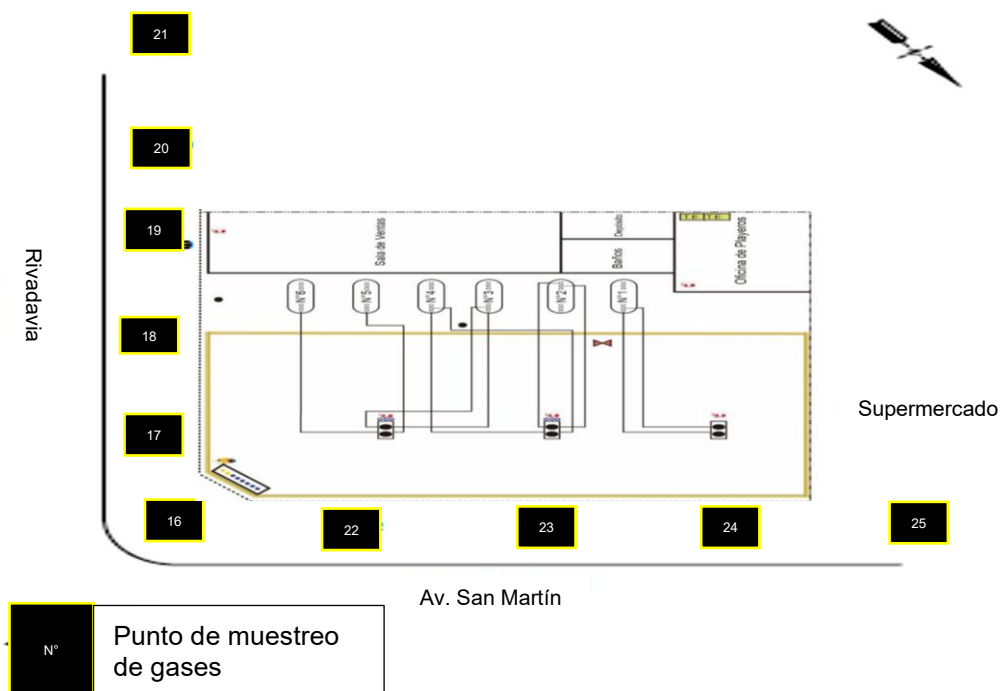 21
20
19
Sala de Ventas
Depósito
Baños
Oficina de Playeros
Rivadavia
N°6
N°5
N°4
N°3
N°2
N°1
18
17
Supermercado
16
22
23
24
25
Av. San Martín
N°
Punto de muestreo
de gases